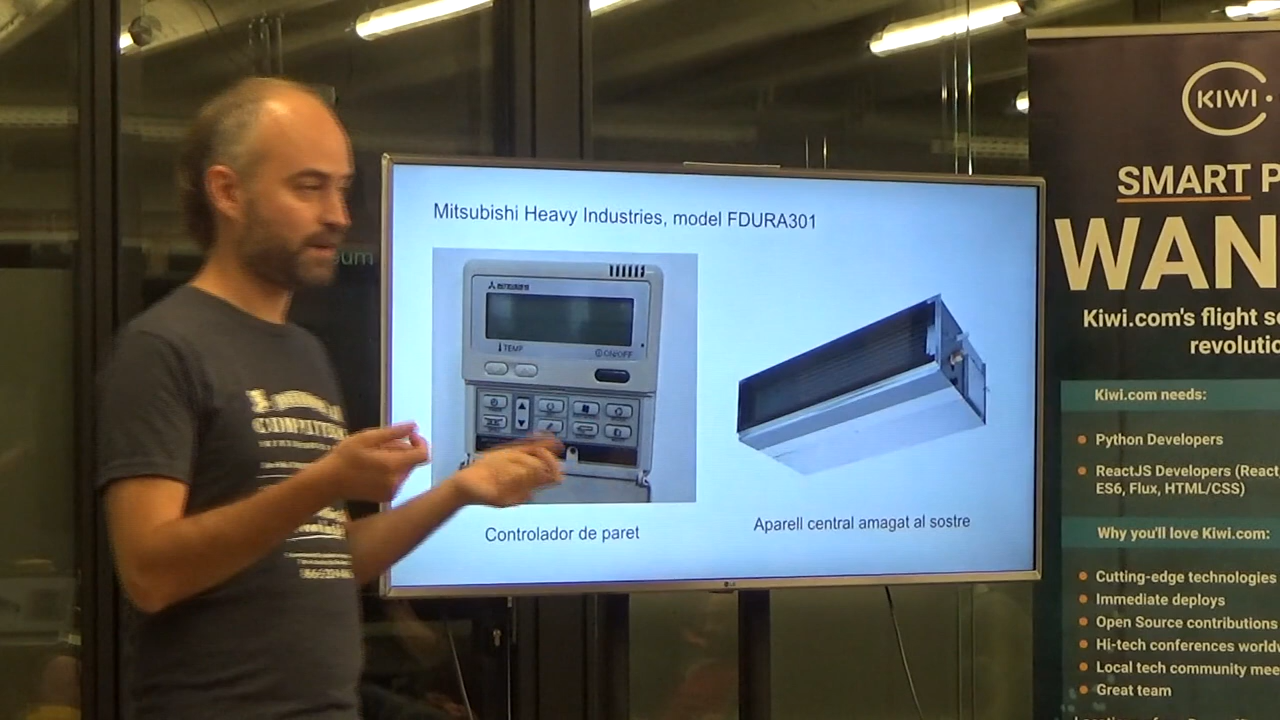 Mitsubishi Heavy Industries, model FDURA301
MITSUBISHI
TEMP
ON/OFF
Controlador de paret
Aparell central amagat al sostre
LG
KIWI
SMART P
WAN
Kiwi.com's flight se
revolutio
Kiwi.com needs:
Python Developers
ReactJS Developers (React
ES6, Flux, HTML/CSS)
Why you'll love Kiwi.com:
Cutting-edge technologies
Immediate deploys
Open Source contributions
Hi-tech conferences worldw
Local tech community mee
Great team